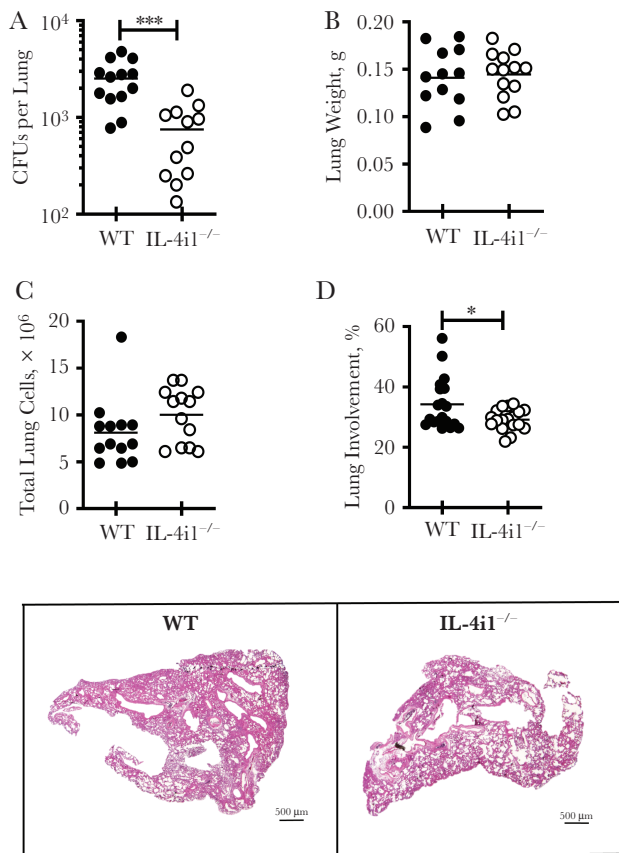 A
***
CFUs per Lung
10⁴
10³
10²
WT
IL-4i1⁻/⁻
B
Lung Weight, g
0.20
0.15
0.10
0.05
0.00
WT
IL-4i1⁻/⁻
C
Total Lung Cells, × 10⁶
20
15
10
5
0
WT
IL-4i1⁻/⁻
D
*
Lung Involvement, %
60
40
20
0
WT
IL-4i1⁻/⁻
WT
500 µm
IL-4i1⁻/⁻
500 µm